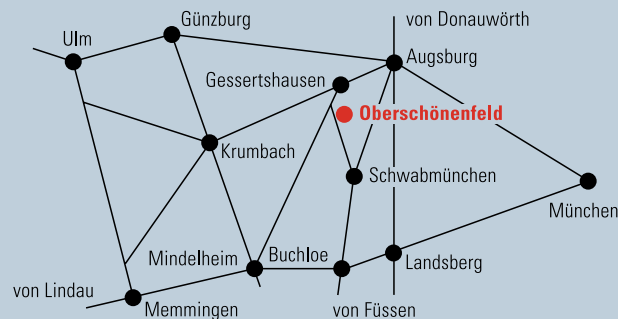 Günzburg
von Donauwörth
Ulm
Augsburg
Gessertshausen
Oberschönenfeld
Krumbach
Schwabmünchen
München
Mindelheim
Buchloe
Landsberg
von Lindau
Memmingen
von Füssen